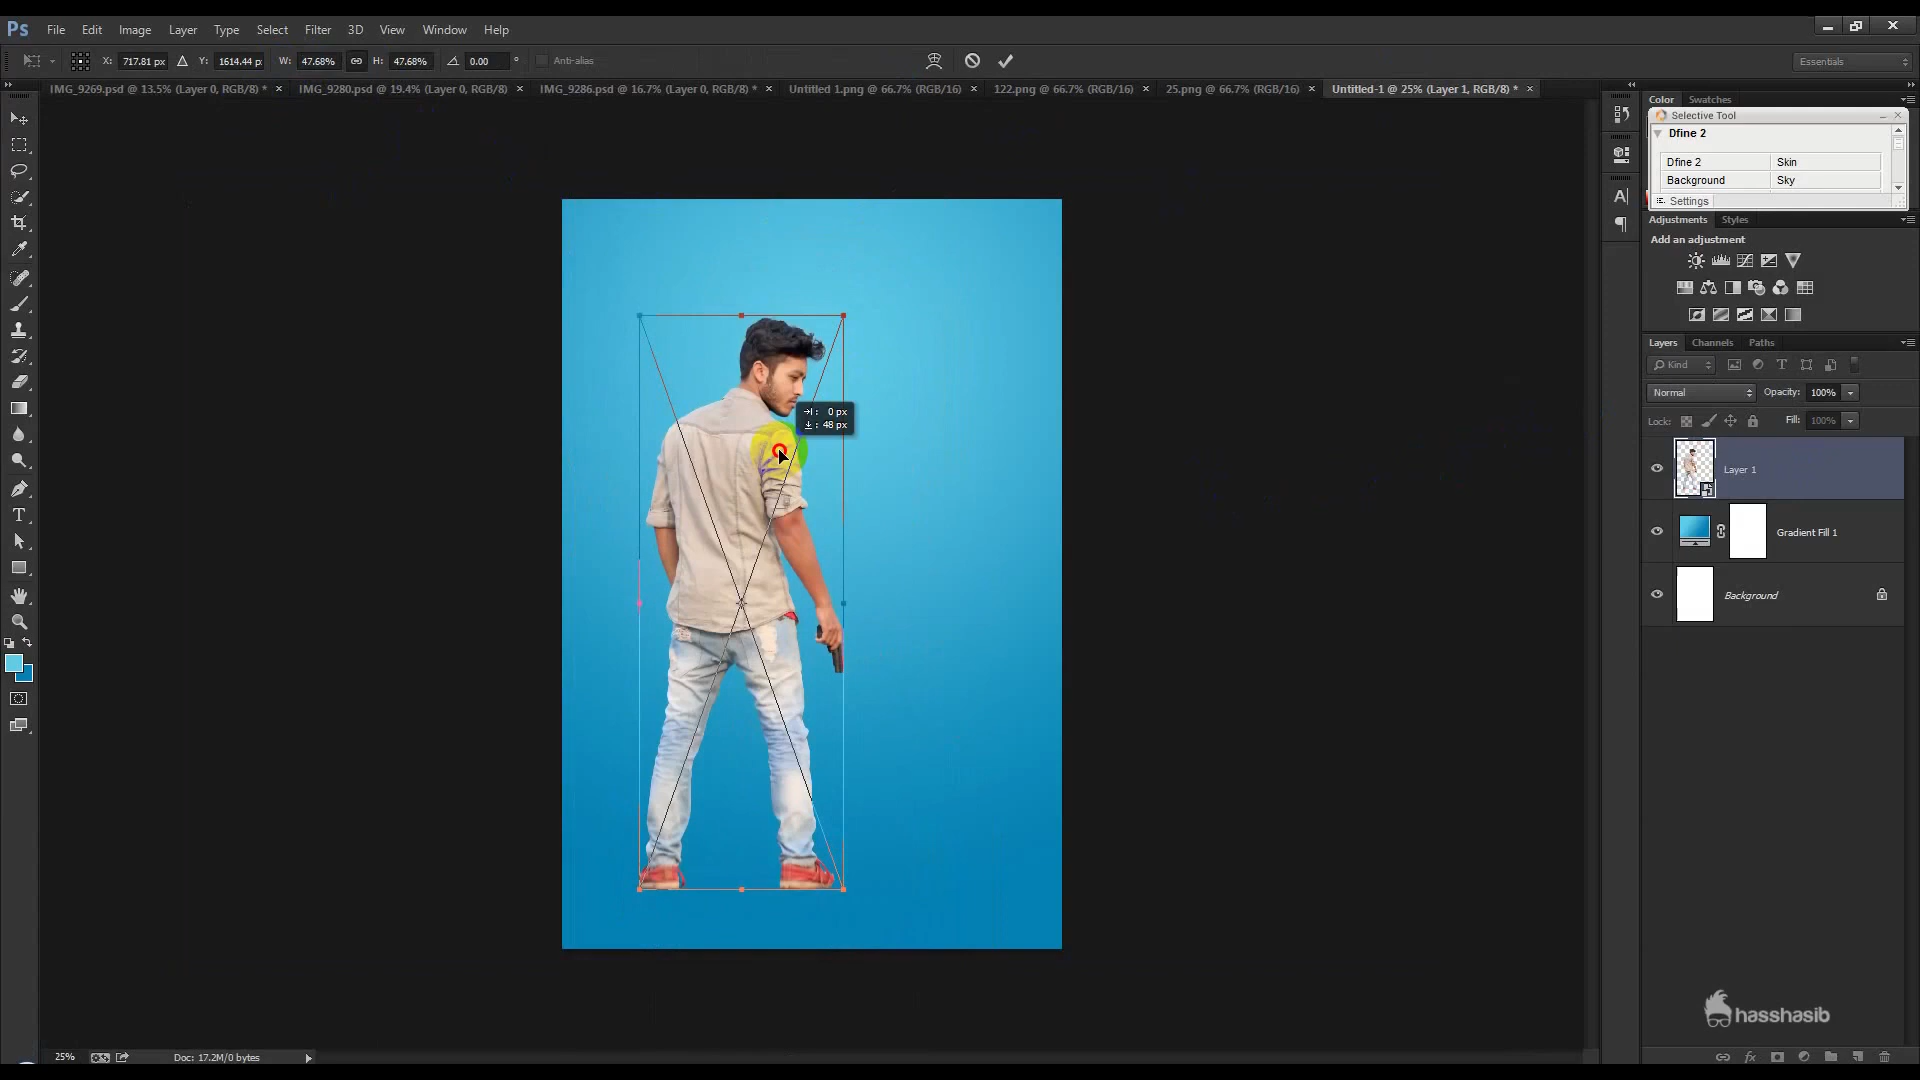 Ps File Edit Image Layer Type Select Filter 3D View Window Help
X: 717.81 px Y: 1614.44 p W: 47.68% H: 47.68% 0.00 ° Anti-alias Essentials
IMG_9269.psd @ 13.5% (Layer 0, RGB/8) * × IMG_9280.psd @ 19.4% (Layer 0, RGB/8) × IMG_9286.psd @ 16.7% (Layer 0, RGB/8) * × Untitled 1.png @ 66.7% (RGB/16) × 122.png @ 66.7% (RGB/16) × 25.png @ 66.7% (RGB/16) × Untitled-1 @ 25% (Layer 1, RGB/8) * ×
Color Swatches
Selective Tool
Dfine 2
Dfine 2 Skin
Background Sky
Settings
Adjustments Styles
Add an adjustment
Layers Channels Paths
Kind
Normal Opacity: 100%
Lock: Fill: 100%
Layer 1
Gradient Fill 1
Background
: 0 px
: 48 px
hasshasib
25% Doc: 17.2M/0 bytes